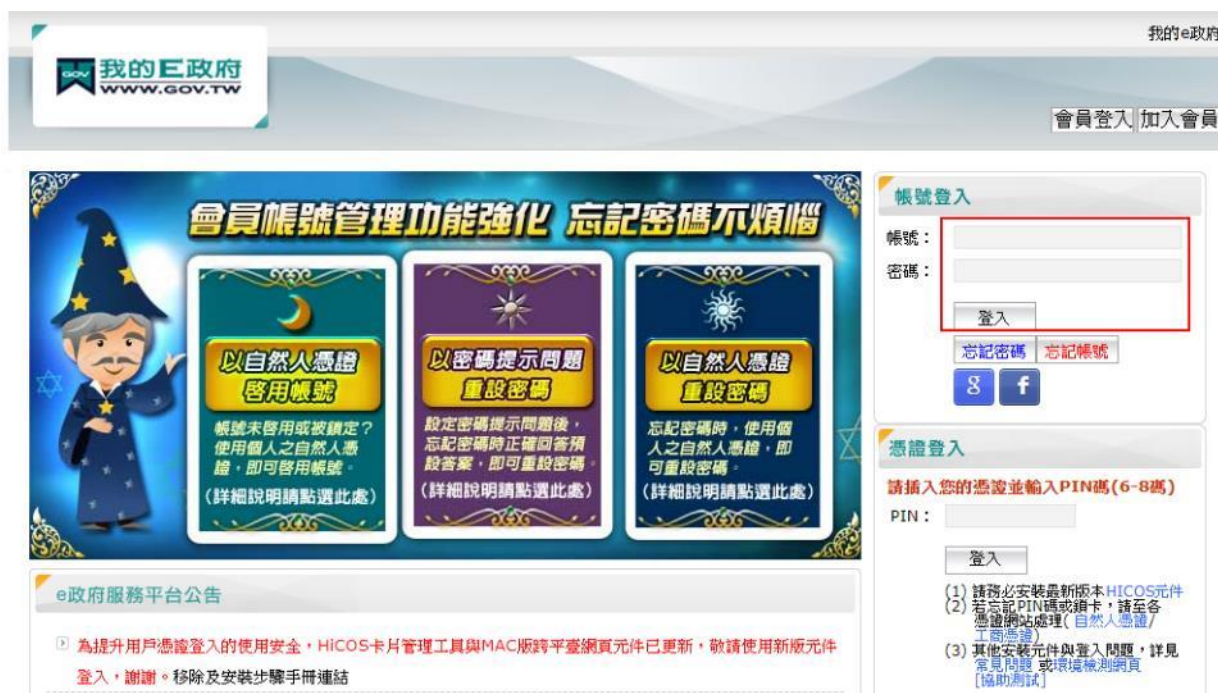 我的e政府
GOV 我的E政府
WWW.GOV.TW
會員登入 加入會員
會員帳號管理功能強化 忘記密碼不煩惱
以自然人憑證
啓用帳號
帳號未啓用或被鎖定？
使用個人之自然人憑
證，即可啓用帳號。
(詳細說明請點選此處)
以密碼提示問題
重設密碼
設定密碼提示問題後，
忘記密碼時正確回答預
設答案，即可重設密碼。
(詳細說明請點選此處)
以自然人憑證
重設密碼
忘記密碼時，使用個
人之自然人憑證，即
可重設密碼。
(詳細說明請點選此處)
帳號登入
帳號：
密碼：
登入
忘記密碼 忘記帳號
8 f
憑證登入
請插入您的憑證並輸入PIN碼(6-8碼)
PIN：
登入
(1) 請務必安裝最新版本HICOS元件
(2) 若忘記PIN碼或鎖卡，請至各
憑證網站處理( 自然人憑證/
工商憑證)
(3) 其他安裝元件與登入問題，詳見
常見問題 或環境檢測網頁
[協助測試]
e政府服務平台公告
為提升用戶憑證登入的使用安全，HiCOS卡片管理工具與MAC版跨平臺網頁元件已更新，敬請使用新版元件
登入，謝謝。移除及安裝步驟手冊連結